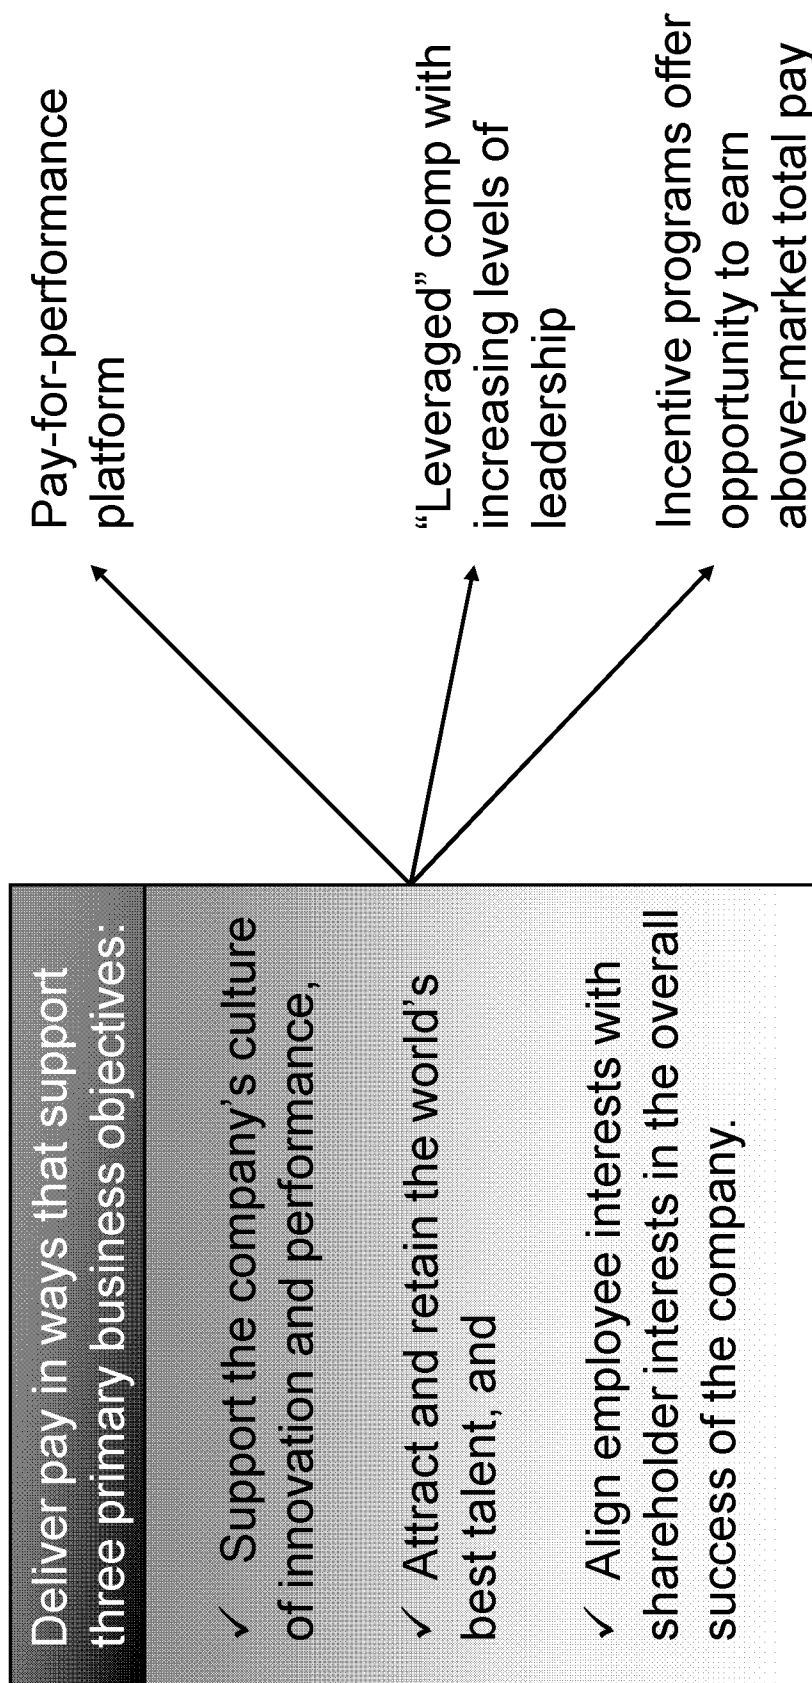 Deliver pay in ways that support
three primary business objectives:
✓ Support the company's culture
of innovation and performance,
✓ Attract and retain the world's
best talent, and
✓ Align employee interests with
shareholder interests in the overall
success of the company.
Pay-for-performance
platform
“Leveraged” comp with
increasing levels of
leadership
Incentive programs offer
opportunity to earn
above-market total pay